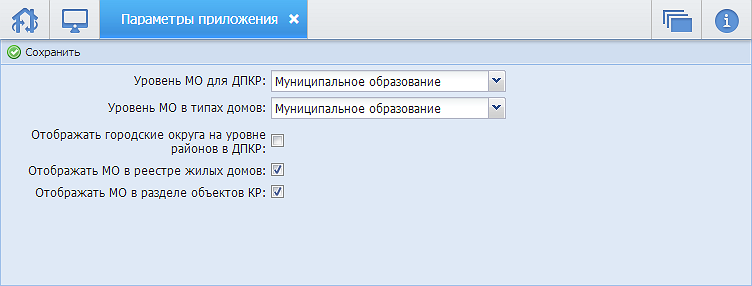 Параметры приложения
Сохранить
Уровень МО для ДПКР: Муниципальное образование
Уровень МО в типах домов: Муниципальное образование
Отображать городские округа на уровне
районов в ДПКР:
Отображать МО в реестре жилых домов:
Отображать МО в разделе объектов КР: